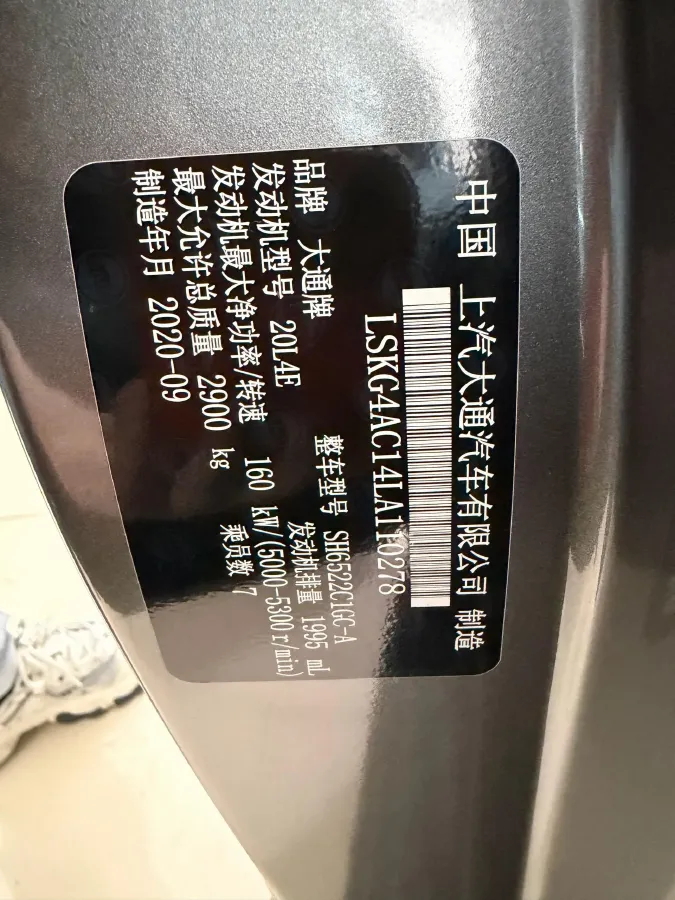 中国 上汽大通汽车有限公司 制造
LSKG4AC14LA110278
品牌 大通牌 整车型号 SH6522C1GC-A
发动机型号 20L4E 发动机排量 1995 mL
发动机最大净功率/转速 160 kW/(5000-5300r/min)
最大允许总质量 2900 kg 乘员数 7
制造年月 2020-09